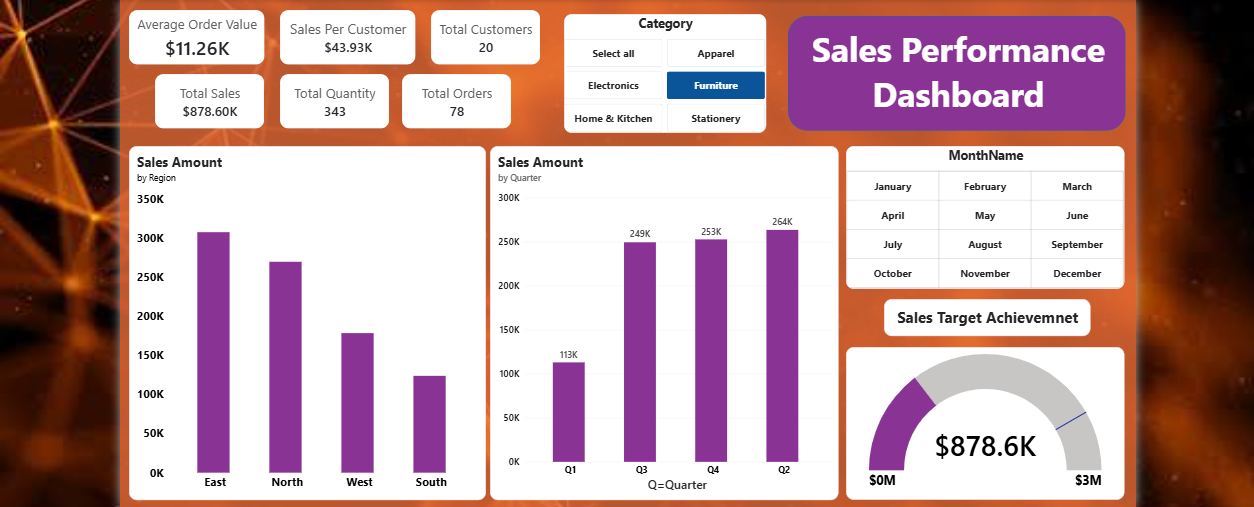 Average Order Value
$11.26K
Sales Per Customer
$43.93K
Total Customers
20
Total Sales
$878.60K
Total Quantity
343
Total Orders
78
Category
Select all
Apparel
Electronics
Furniture
Home & Kitchen
Stationery
Sales Performance
Dashboard
Sales Amount
by Region
350K
300K
250K
200K
150K
100K
50K
0K
East
North
West
South
Sales Amount
by Quarter
300K
250K
200K
150K
100K
50K
0K
113K
249K
253K
264K
Q1
Q3
Q4
Q2
Q=Quarter
MonthName
January
February
March
April
May
June
July
August
September
October
November
December
Sales Target Achievemnet
$878.6K
$0M
$3M